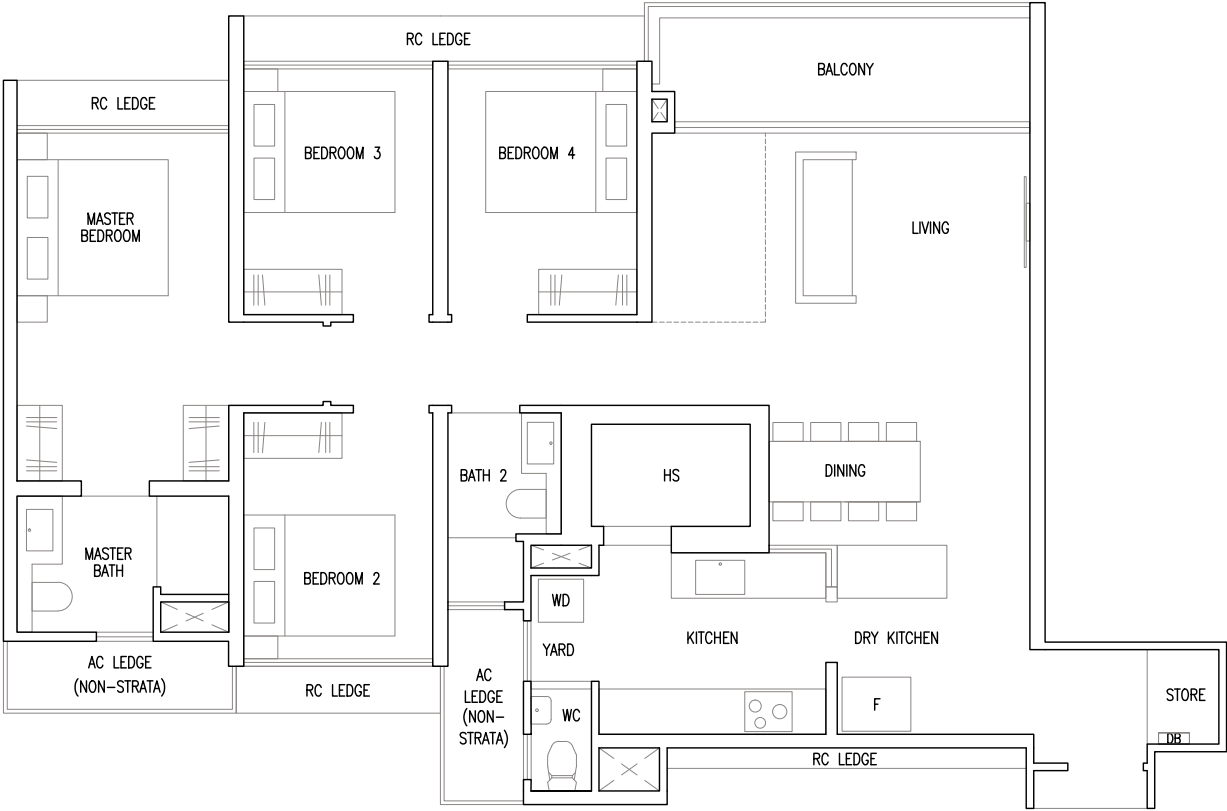 RC LEDGE
BALCONY
RC LEDGE
BEDROOM 3
BEDROOM 4
MASTER
BEDROOM
LIVING
BATH 2
HS
DINING
MASTER
BATH
BEDROOM 2
WD
YARD
KITCHEN
DRY KITCHEN
AC LEDGE
(NON-STRATA)
RC LEDGE
AC
LEDGE
(NON-
STRATA)
WC
F
STORE
DB
RC LEDGE